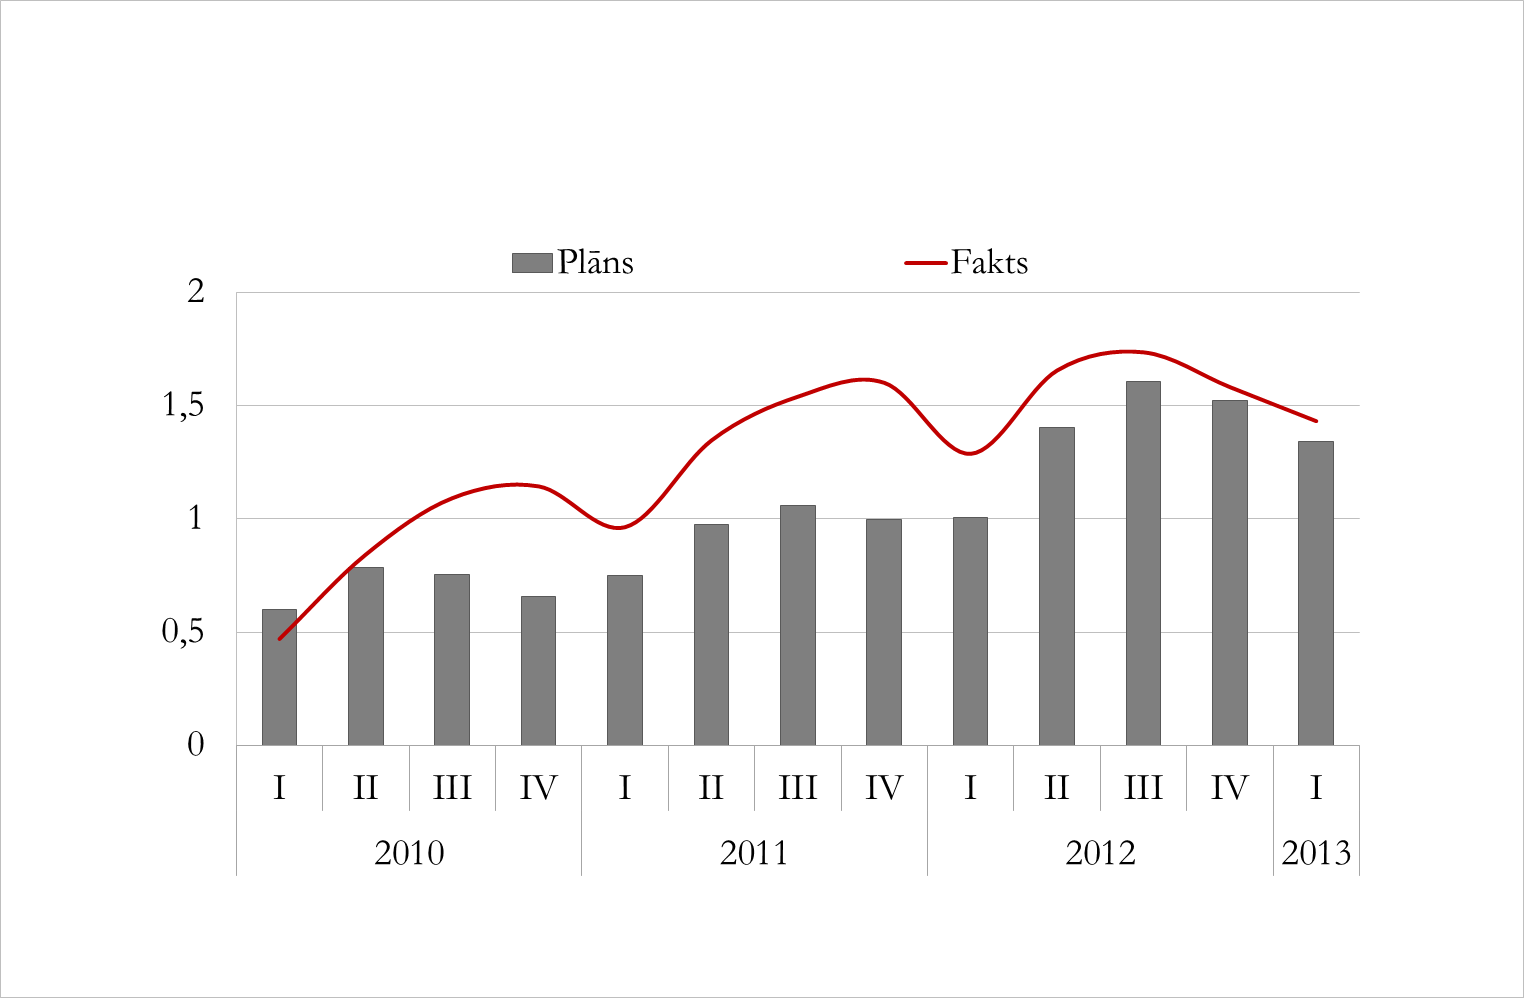 Plāns Fakts
2
1,5
1
0,5
0
I II III IV I II III IV I II III IV I
2010 2011 2012 2013